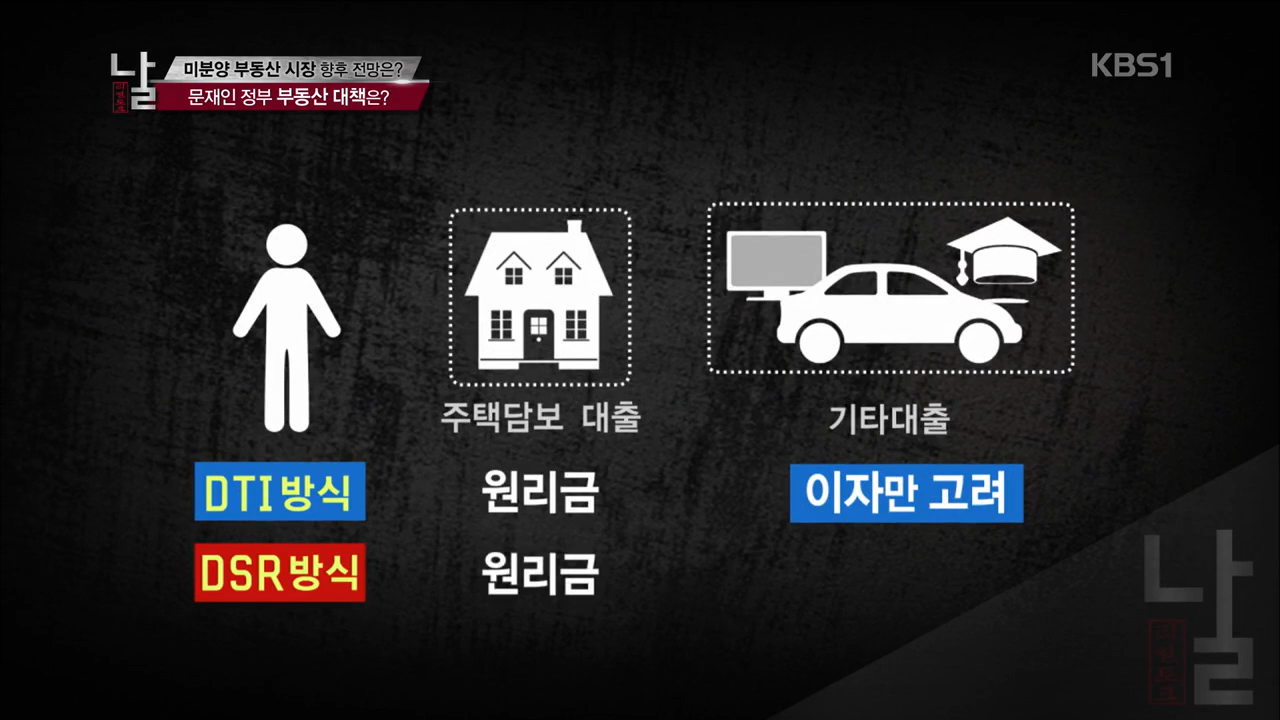 날
미분양 부동산 시장 향후 전망은?
문재인 정부 부동산 대책은?
KBS1
주택담보 대출
기타대출
DTI 방식
원리금
이자만 고려
DSR 방식
원리금
날